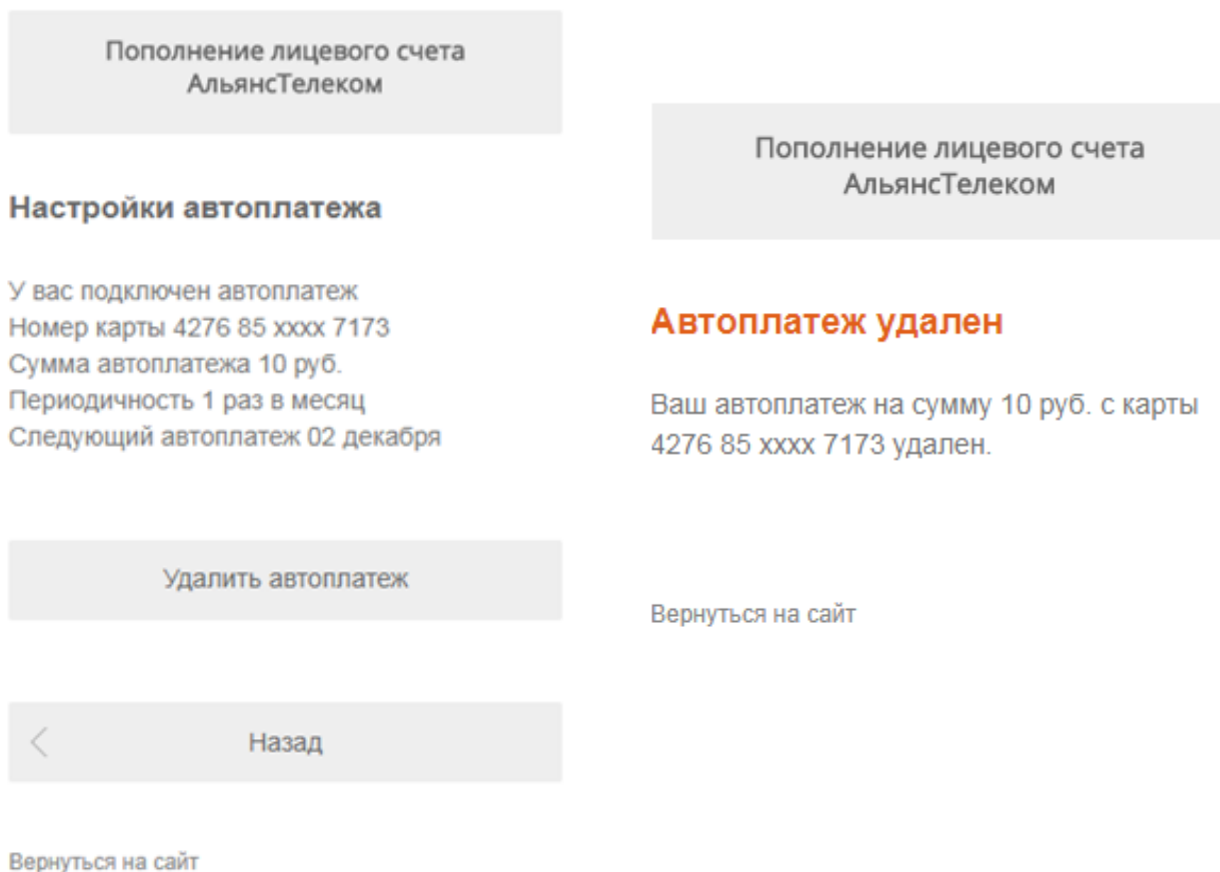 Пополнение лицевого счета
АльянсТелеком
Настройки автоплатежа
У вас подключен автоплатеж
Номер карты 4276 85 xxxx 7173
Сумма автоплатежа 10 руб.
Периодичность 1 раз в месяц
Следующий автоплатеж 02 декабря
Удалить автоплатеж
Назад
Вернуться на сайт
Пополнение лицевого счета
АльянсТелеком
Автоплатеж удален
Ваш автоплатеж на сумму 10 руб. с карты
4276 85 xxxx 7173 удален.
Вернуться на сайт